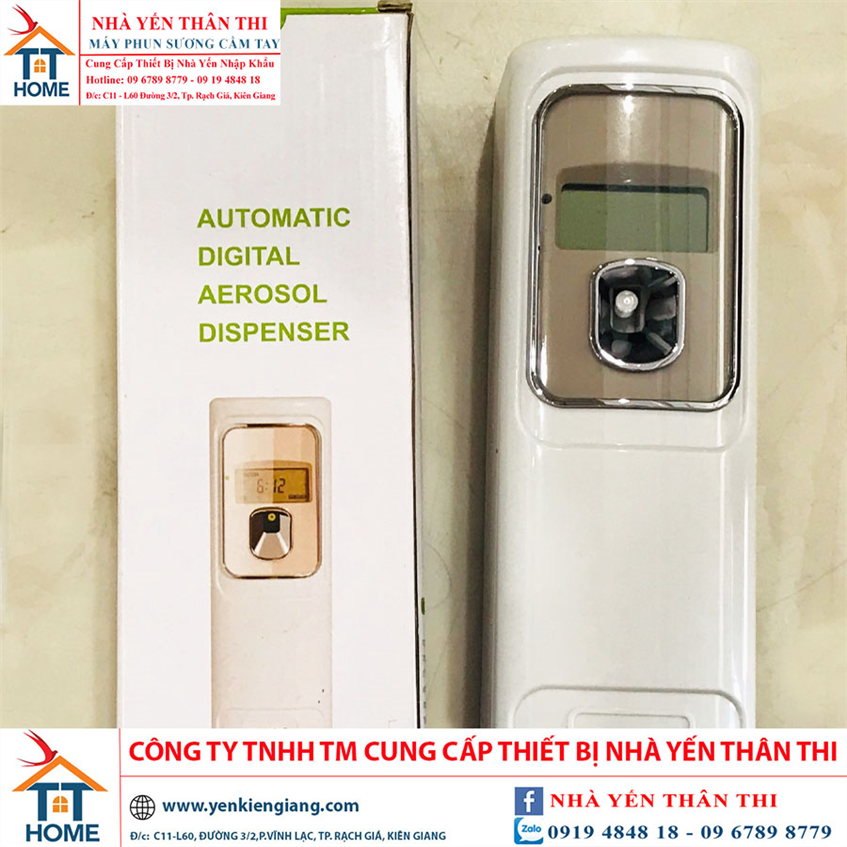 TT
HOME
NHÀ YẾN THÂN THI
MÁY PHUN SƯƠNG CẦM TAY
Cung Cấp Thiết Bị Nhà Yến Nhập Khẩu
Hotline: 09 6789 8779 - 09 19 4848 18
Đ/c: C11 - L60 Đường 3/2, Tp. Rạch Giá, Kiên Giang
AUTOMATIC
DIGITAL
AEROSOL
DISPENSER
6:12
TT
HOME
CÔNG TY TNHH TM CUNG CẤP THIẾT BỊ NHÀ YẾN THÂN THI
www.yenkiengiang.com
Đ/c: C11-L60, ĐƯỜNG 3/2,P.VĨNH LẠC, TP. RẠCH GIÁ, KIÊN GIANG
f NHÀ YẾN THÂN THI
Zalo 0919 4848 18 - 09 6789 8779